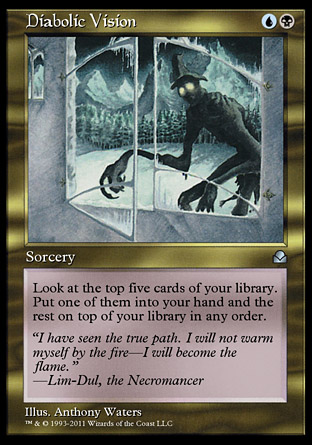 Diabolic Vision
Sorcery
Look at the top five cards of your library.
Put one of them into your hand and the
rest on top of your library in any order.
“I have seen the true path. I will not warm
myself by the fire—I will become the
flame.”
—Lim-Dul, the Necromancer
Illus. Anthony Waters
™ & © 1993-2011 Wizards of the Coast LLC